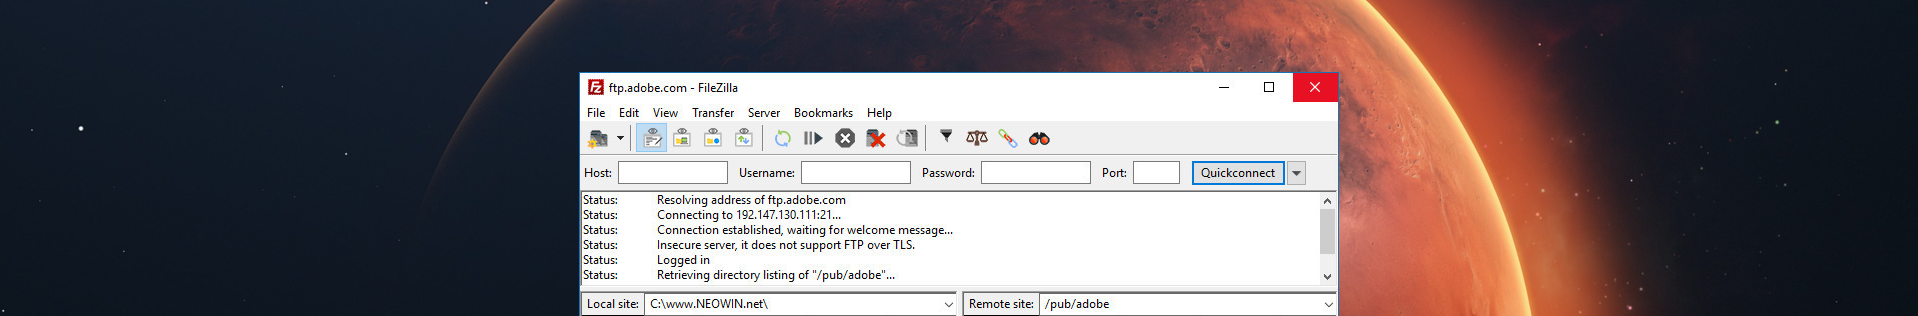 Fz ftp.adobe.com - FileZilla
File Edit View Transfer Server Bookmarks Help
Host: Username: Password: Port: Quickconnect
Status: Resolving address of ftp.adobe.com
Status: Connecting to 192.147.130.111:21...
Status: Connection established, waiting for welcome message...
Status: Insecure server, it does not support FTP over TLS.
Status: Logged in
Status: Retrieving directory listing of "/pub/adobe"...
Local site: C:\www.NEOWIN.net\ Remote site: /pub/adobe